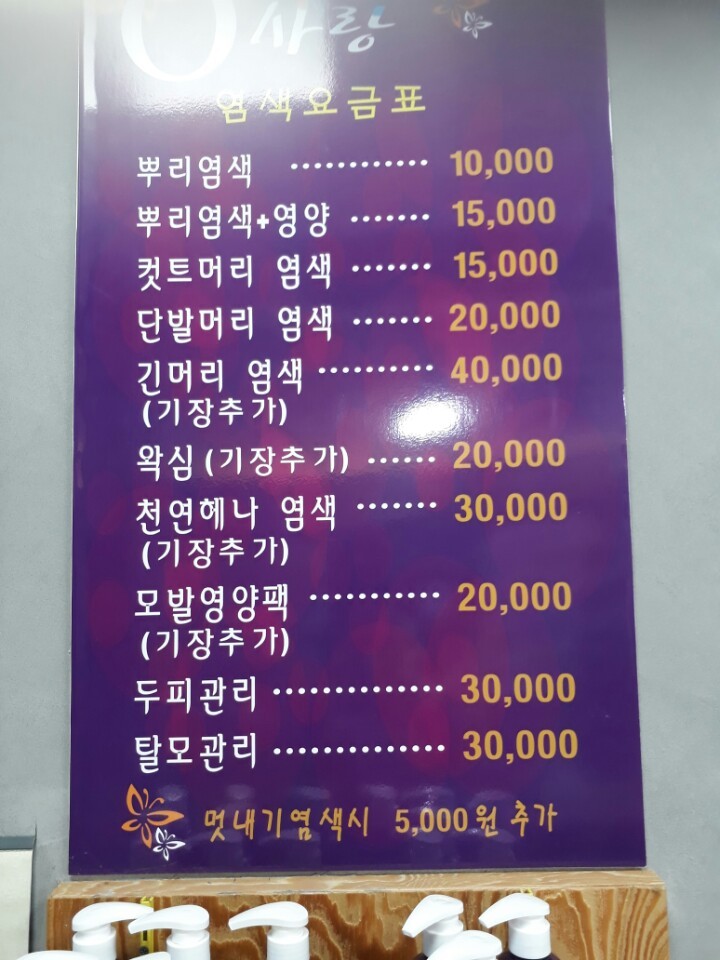 사랑
염색요금표
뿌리염색 ············ 10,000
뿌리염색+영양 ······· 15,000
컷트머리 염색 ······· 15,000
단발머리 염색 ······· 20,000
긴머리 염색 ·········· 40,000
(기장추가)
왁싱 (기장추가) ······ 20,000
천연헤나 염색 ······· 30,000
(기장추가)
모발영양팩 ··········· 20,000
(기장추가)
두피관리 ··············· 30,000
탈모관리 ··············· 30,000
멋내기염색시 5,000원 추가